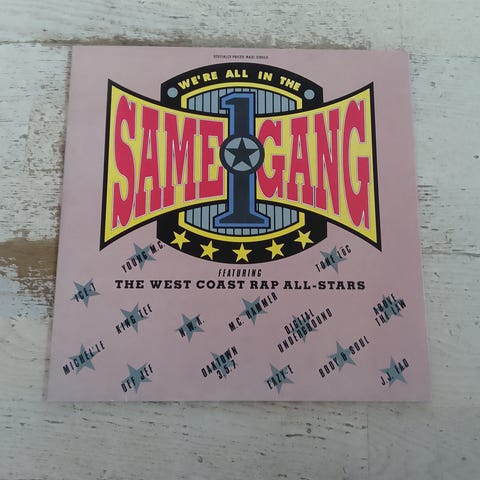 SPECIALLY PRICED MAXI-SINGLE
WE'RE ALL IN THE
SAME 1 GANG
FEATURING
THE WEST COAST RAP ALL-STARS
YOUNG M.C.
TONE LOC
ICE-T
KING TEE
N.W.A.
M.C. HAMMER
DIGITAL
UNDERGROUND
ABOVE
THE LAW
MICHEL'LE
DEF JEF
OAKTOWN
3.5.7
EAZY-E
BODY & SOUL
J.J. FAD